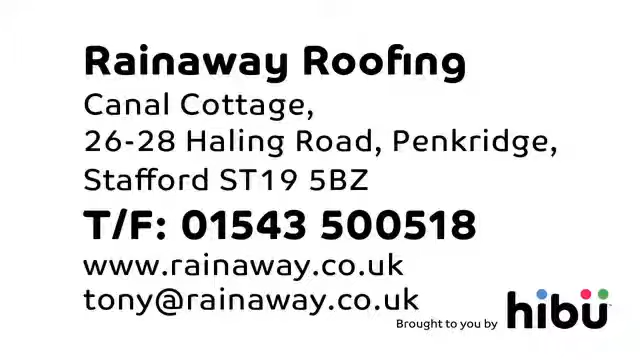 Rainaway Roofing
Canal Cottage,
26-28 Haling Road, Penkridge,
Stafford ST19 5BZ
T/F: 01543 500518
www.rainaway.co.uk
tony@rainaway.co.uk
Brought to you by hibü